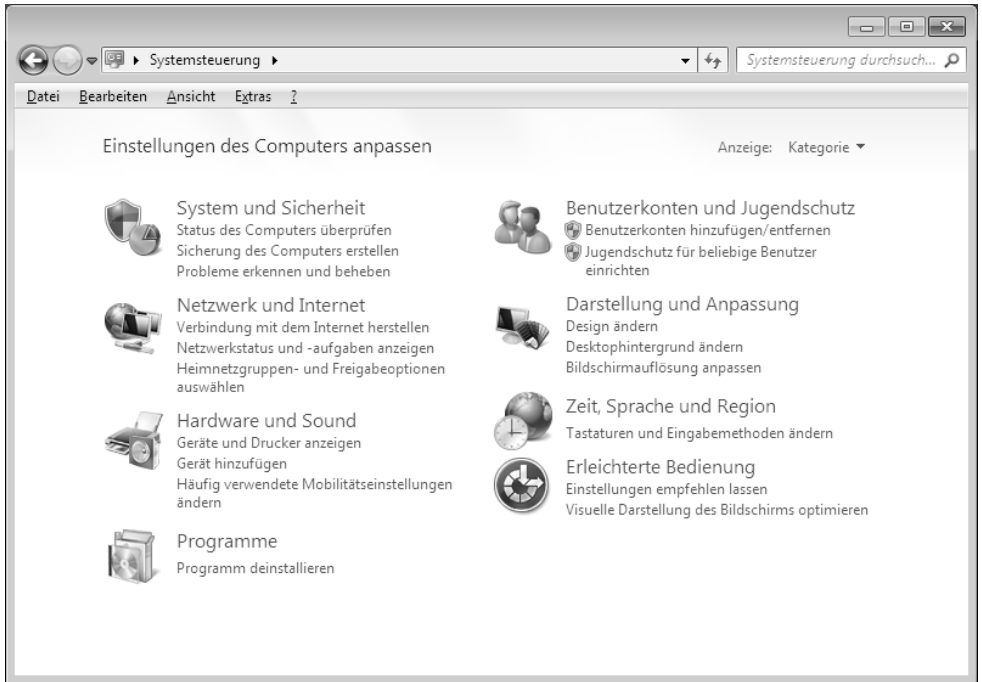 Systemsteuerung
Systemsteuerung durchsuch...
Datei Bearbeiten Ansicht Extras ?
Einstellungen des Computers anpassen
Anzeige: Kategorie
System und Sicherheit
Status des Computers überprüfen
Sicherung des Computers erstellen
Probleme erkennen und beheben
Netzwerk und Internet
Verbindung mit dem Internet herstellen
Netzwerkstatus und -aufgaben anzeigen
Heimnetzgruppen- und Freigabeoptionen
auswählen
Hardware und Sound
Geräte und Drucker anzeigen
Gerät hinzufügen
Häufig verwendete Mobilitätseinstellungen
ändern
Programme
Programm deinstallieren
Benutzerkonten und Jugendschutz
Benutzerkonten hinzufügen/entfernen
Jugendschutz für beliebige Benutzer
einrichten
Darstellung und Anpassung
Design ändern
Desktophintergrund ändern
Bildschirmauflösung anpassen
Zeit, Sprache und Region
Tastaturen und Eingabemethoden ändern
Erleichterte Bedienung
Einstellungen empfehlen lassen
Visuelle Darstellung des Bildschirms optimieren